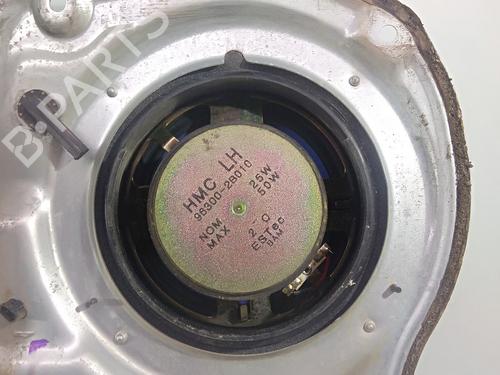 B-PARTS
HMC LH
96300-2B010
NOM 25W
MAX 50W
2-Ω
ESTec